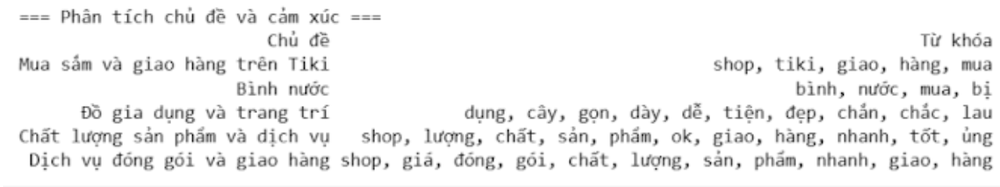 === Phân tích chủ đề và cảm xúc ===
Chủ đề Từ khóa
Mua sắm và giao hàng trên Tiki shop, tiki, giao, hàng, mua
Bình nước bình, nước, mua, bị
Đồ gia dụng và trang trí dụng, cây, gọn, dày, dễ, tiện, đẹp, chắn, chắc, lau
Chất lượng sản phẩm và dịch vụ shop, lượng, chất, sản, phẩm, ok, giao, hàng, nhanh, tốt, ủng
Dịch vụ đóng gói và giao hàng shop, giá, đóng, gói, chất, lượng, sản, phẩm, nhanh, giao, hàng